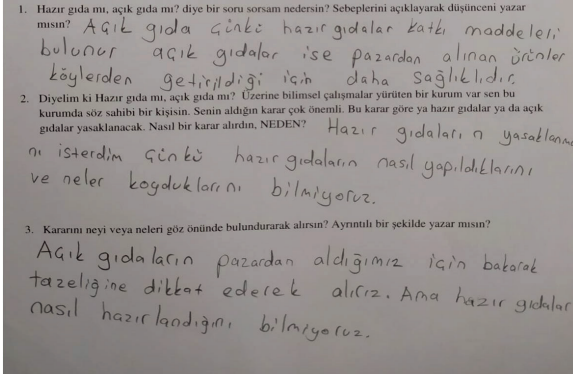 1. Hazır gıda mı, açık gıda mı? diye bir soru sorsam nedersin? Sebeplerini açıklayarak düşünceni yazar
mısın? Açık gıda Çünkü hazır gıdalar katkı maddeleri
bulunur açık gıdalar ise pazardan alınan ürünler
köylerden getirildiği için daha sağlıklıdır.
2. Diyelim ki Hazır gıda mı, açık gıda mı? Üzerine bilimsel çalışmalar yürüten bir kurum var sen bu
kurumda söz sahibi bir kişisin. Senin aldığın karar çok önemli. Bu karar göre ya hazır gıdalar ya da açık
gıdalar yasaklanacak. Nasıl bir karar alırdın, NEDEN? Hazır gıdaların yasaklanma
nı isterdim Çünkü hazır gıdaların nasıl yapıldıklarını
ve neler koyduklarını bilmiyoruz.
3. Kararını neyi veya neleri göz önünde bulundurarak alırsın? Ayrıntılı bir şekilde yazar mısın?
Açık gıdaların pazardan aldığımız için bakarak
tazeliğine dikkat ederek alırız. Ama hazır gıdalar
nasıl hazırlandığını bilmiyoruz.